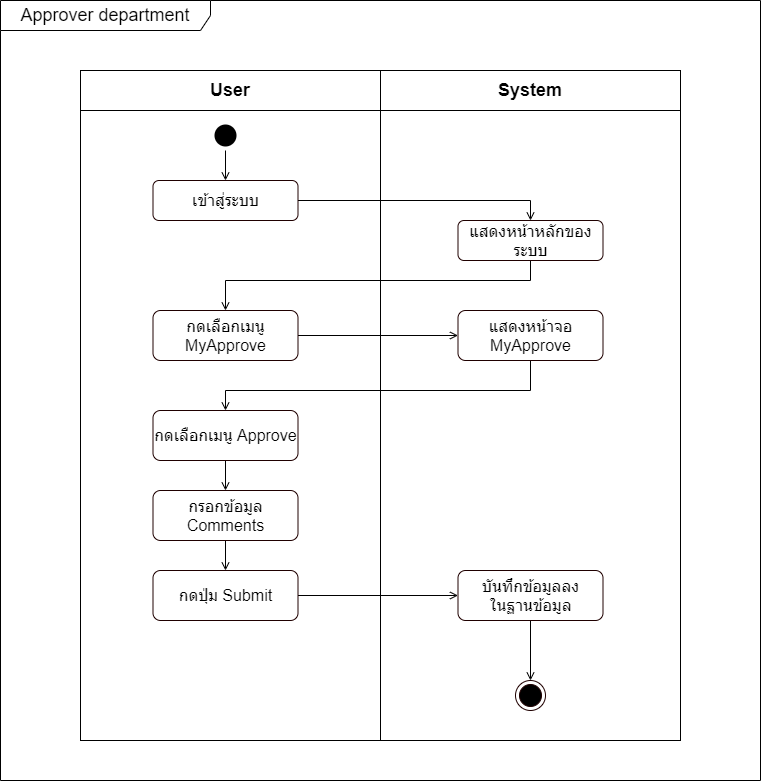 Approver department
User
System
เข้าสู่ระบบ
แสดงหน้าหลักของ
ระบบ
กดเลือกเมนู
MyApprove
แสดงหน้าจอ
MyApprove
กดเลือกเมนู Approve
กรอกข้อมูล
Comments
กดปุ่ม Submit
บันทึกข้อมูลลง
ในฐานข้อมูล